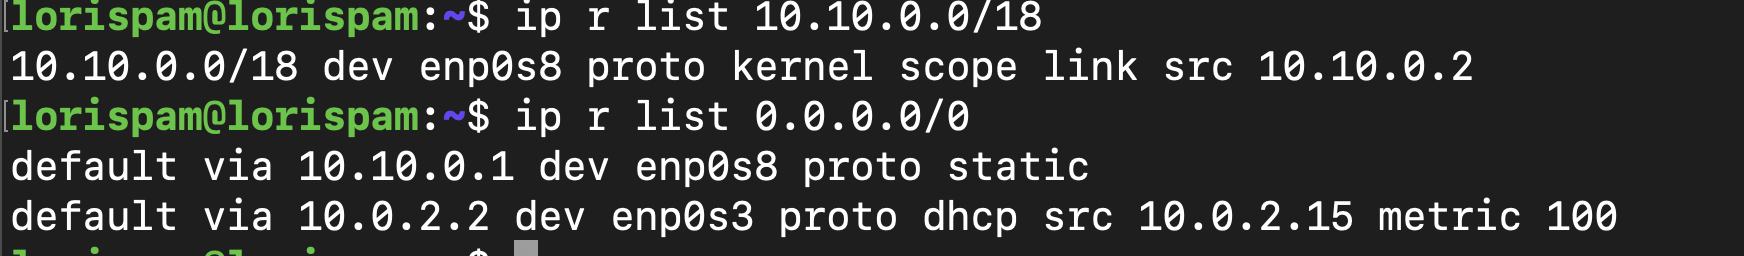 lorispam@lorispam:~$ ip r list 10.10.0.0/18
10.10.0.0/18 dev enp0s8 proto kernel scope link src 10.10.0.2
[lorispam@lorispam:~$ ip r list 0.0.0.0/0
default via 10.10.0.1 dev enp0s8 proto static
default via 10.0.2.2 dev enp0s3 proto dhcp src 10.0.2.15 metric 100
lorispam@lorispam:~$